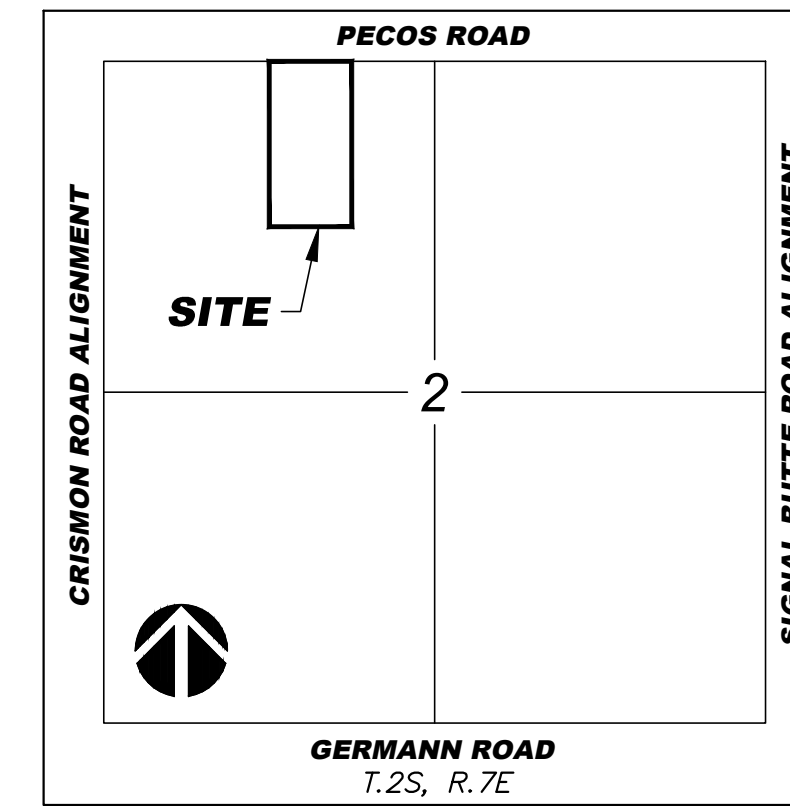 PECOS ROAD
CRISMON ROAD ALIGNMENT
SITE
2
SIGNAL BUTTE ROAD ALIGNMENT
GERMANN ROAD
T.2S, R.7E